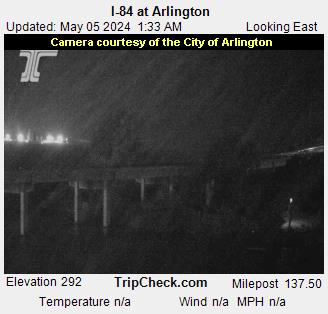 I-84 at Arlington
Updated: May 05 2024 1:33 AM Looking East
Camera courtesy of the City of Arlington
Elevation 292 TripCheck.com Milepost 137.50
Temperature n/a Wind n/a MPH n/a